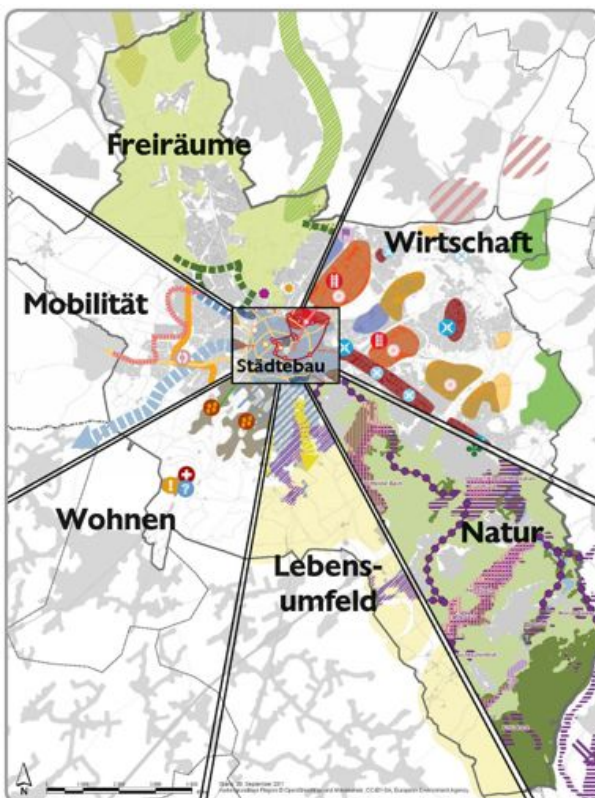 Freiräume
Wirtschaft
Mobilität
Städtebau
Wohnen
Natur
Lebens-
umfeld
N